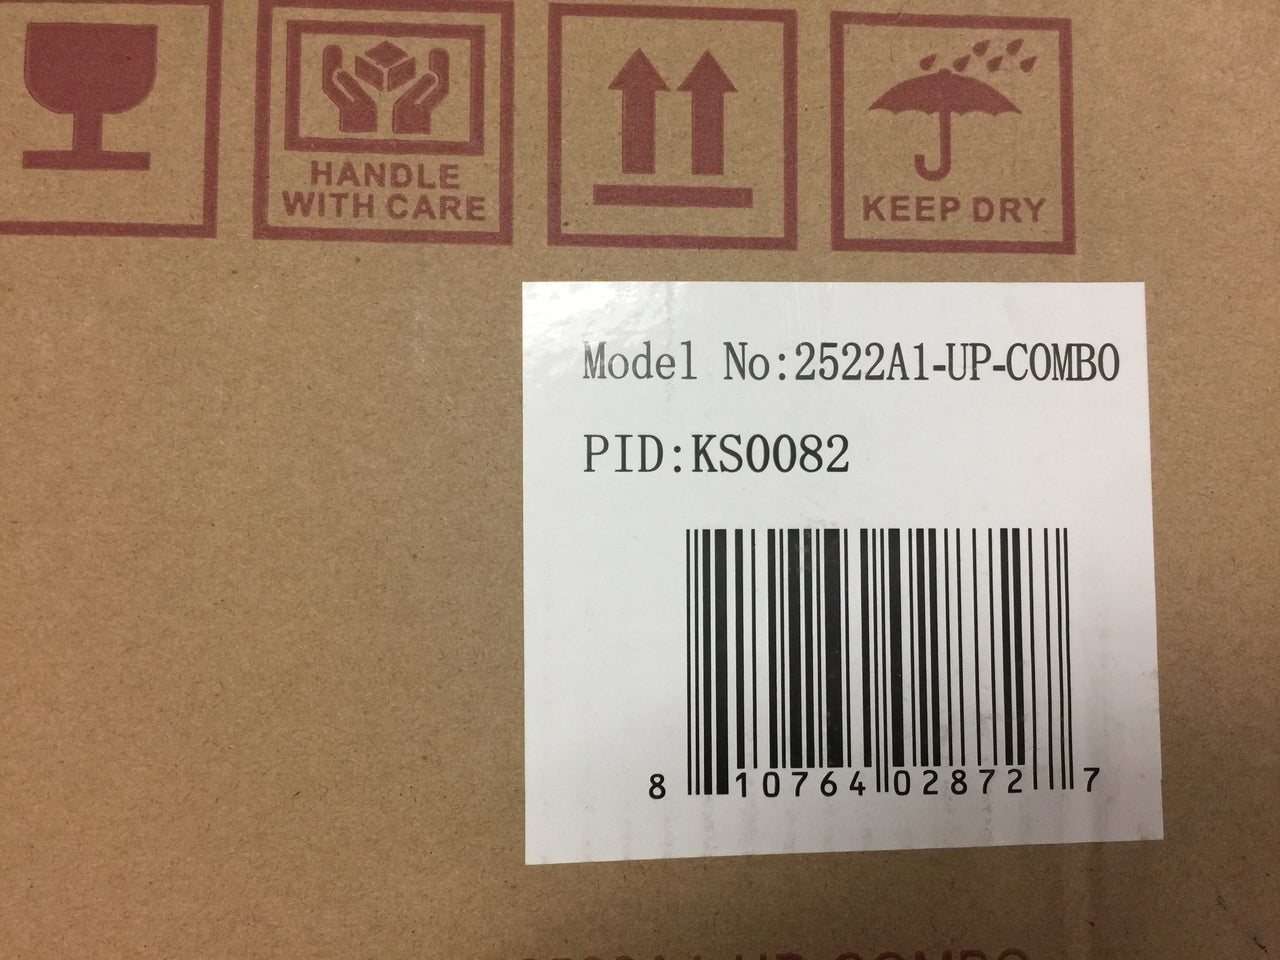 HANDLE
WITH CARE
KEEP DRY
Model No:2522A1-UP-COMBO
PID:KS0082
8 10764 02872 7